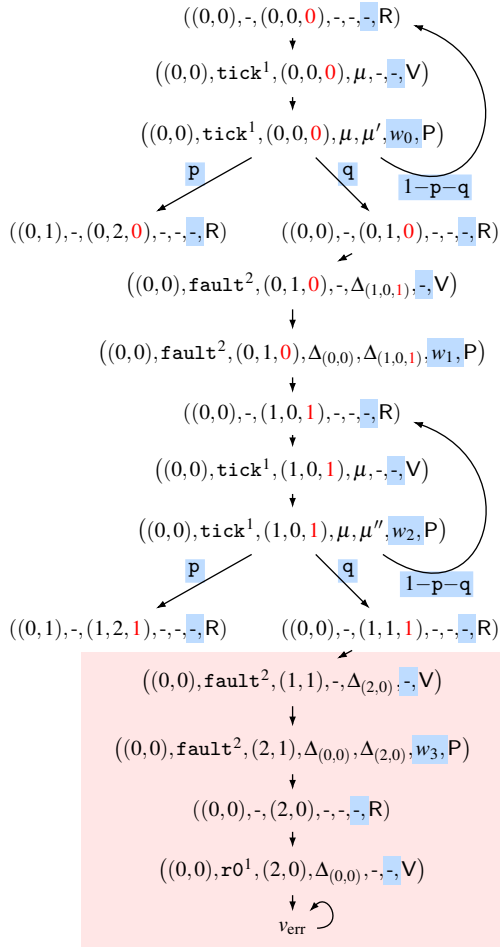 ((0,0),-,(0,0,0),-,-,-,R)
((0,0),tick¹,(0,0,0),μ,-,-,V)
((0,0),tick¹,(0,0,0),μ,μ′,w₀,P)
p q
1−p−q
((0,1),-,(0,2,0),-,-,-,R) ((0,0),-,(0,1,0),-,-,-,R)
((0,0),fault²,(0,1,0),-,Δ₍₁,₀,₁₎,-,V)
((0,0),fault²,(0,1,0),Δ₍₀,₀₎,Δ₍₁,₀,₁₎,w₁,P)
((0,0),-,(1,0,1),-,-,-,R)
((0,0),tick¹,(1,0,1),μ,-,-,V)
((0,0),tick¹,(1,0,1),μ,μ″,w₂,P)
p q
1−p−q
((0,1),-,(1,2,1),-,-,-,R) ((0,0),-,(1,1,1),-,-,-,R)
((0,0),fault²,(1,1),-,Δ₍₂,₀₎,-,V)
((0,0),fault²,(2,1),Δ₍₀,₀₎,Δ₍₂,₀₎,w₃,P)
((0,0),-,(2,0),-,-,-,R)
((0,0),r0¹,(2,0),Δ₍₀,₀₎,-,-,V)
v_err